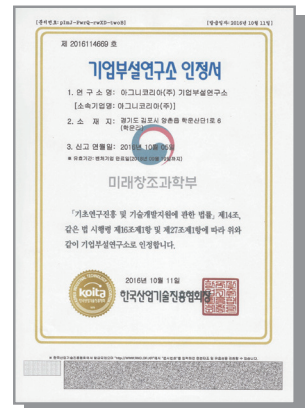 제 2016114669 호
기업부설연구소 인정서
1. 연 구 소 명: 아그니코리아(주) 기업부설연구소
[소속기업명: 아그니코리아(주)]
2. 소 재 지: 경기도 김포시 양촌읍 학운산단1로 6
(학운리)
3. 신고 연월일: 2016년 10월 05일
미래창조과학부
「기초연구진흥 및 기술개발지원에 관한 법률」 제14조,
같은 법 시행령 제16조제1항 및 제27조제1항에 따라 위와
같이 기업부설연구소로 인정합니다.
2016년 10월 11일
koita
한국산업기술진흥협회장